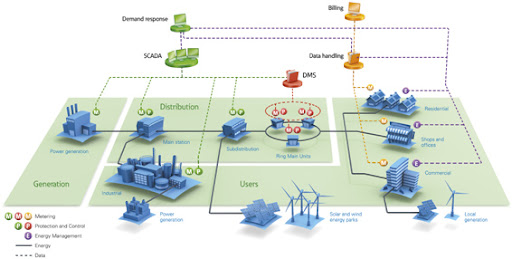 Billing
Demand response
SCADA
Data handling
DMS
M
E
Distribution
Residential
M
M P
M P
M P
M P
M P
M
E
Power generation
Main station
Substdistribution
Ring Main Units
Shops and
offices
M P
M
E
Generation
Industrial
Users
Commercial
Power
generation
Solar and wind
energy parks
Local
generation
M M M Metering
P P Protection and Control
E Energy Management
Energy
Data